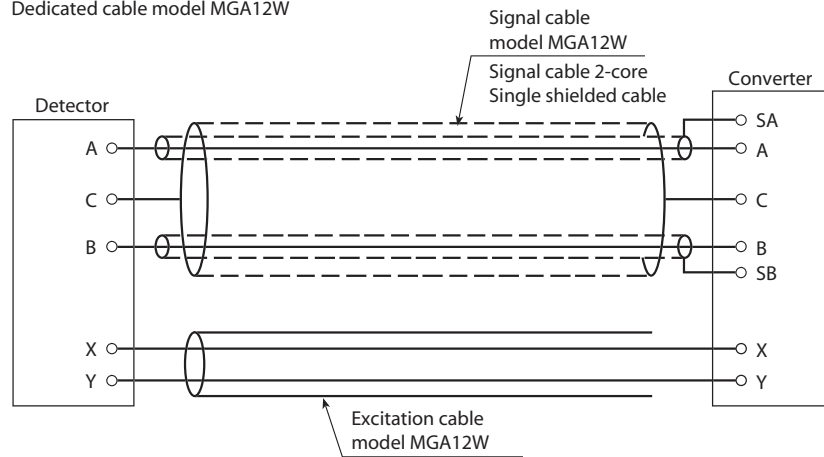 Dedicated cable model MGA12W
Signal cable
model MGA12W
Signal cable 2-core
Single shielded cable
Detector
Converter
SA
A
A
C
C
B
B
SB
X
X
Y
Y
Excitation cable
model MGA12W